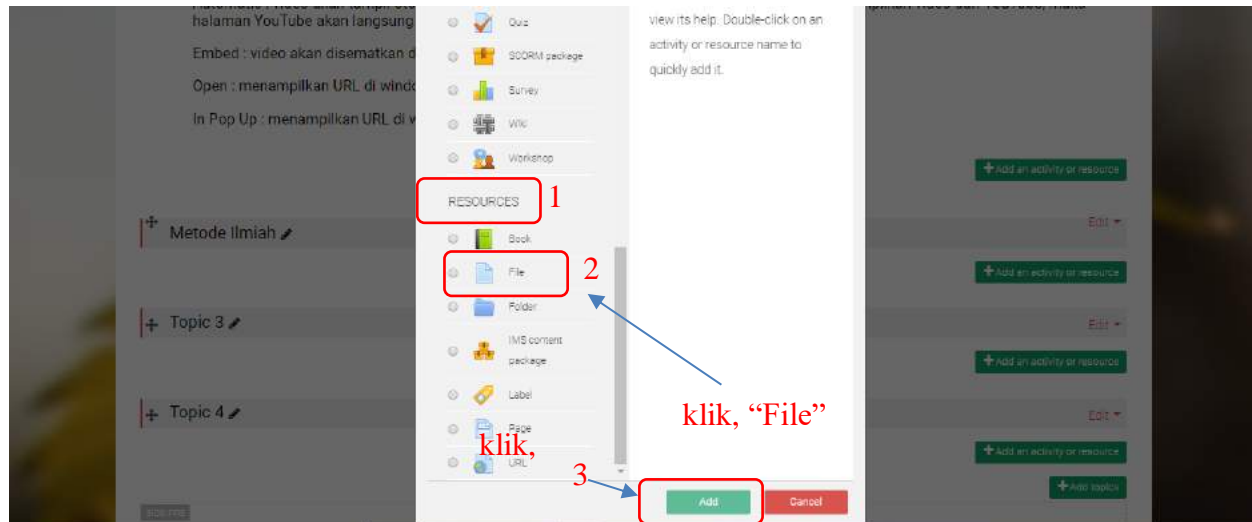 halaman YouTube akan langsung
Embed : video akan disematkan d
Open : menampilkan URL di windo
In Pop Up : menampilkan URL di w
Quiz
SCORM package
Survey
Wiki
Workshop
RESOURCES
1
Book
File
2
Folder
IMS content
package
Label
Page
URL
klik,
3
view its help. Double-click on an
activity or resource name to
quickly add it.
klik, “File”
Add
Cancel
Add an activity or resource
Metode Ilmiah
Edit
Add an activity or resource
Topic 3
Edit
Add an activity or resource
Topic 4
Edit
Add an activity or resource
Add topics